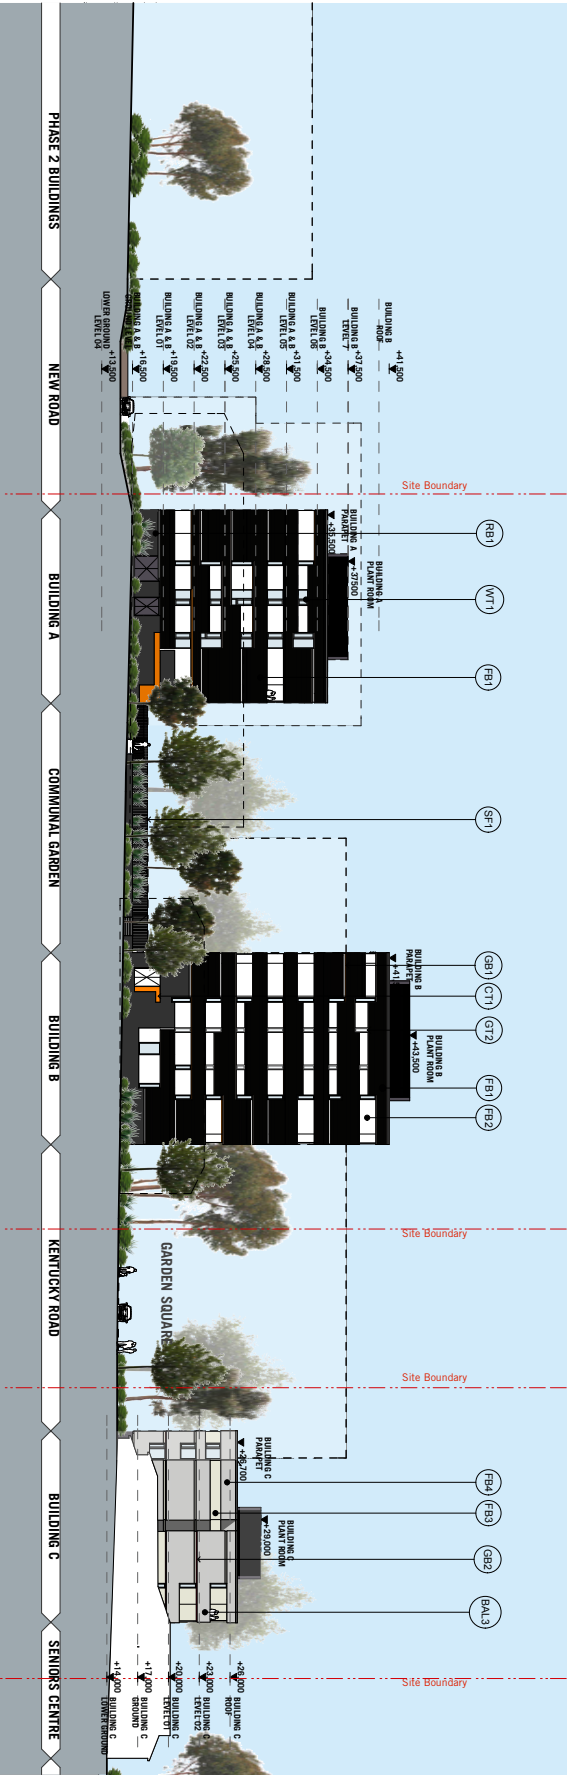 PHASE 2 BUILDINGS
NEW ROAD
BUILDING A
COMMUNAL GARDEN
BUILDING B
KENTUCKY ROAD
BUILDING C
SENIORS CENTRE
BUILDING B
ROOF
+41,500
BUILDING B
LEVEL 7
+37,500
BUILDING B
LEVEL 06
+34,500
BUILDING A & B
LEVEL 05
+31,500
BUILDING A & B
LEVEL 04
+28,500
BUILDING A & B
LEVEL 03
+25,500
BUILDING A & B
LEVEL 02
+22,500
BUILDING A & B
LEVEL 01
+19,500
BUILDING A & B
+16,500
LOWER GROUND
LEVEL 04
+13,500
Site Boundary
BUILDING A
PARAPET
+35,500
BUILDING A
PLANT ROOM
+37500
RB1
WT1
FB1
SF1
BUILDING B
PARAPET
+41,
BUILDING B
PLANT ROOM
+43,500
GB1
CT1
GT2
FB1
FB2
Site Boundary
GARDEN SQUARE
Site Boundary
BUILDING C
PARAPET
+26,700
BUILDING C
PLANT ROOM
+29,000
FB4
FB3
GB2
BAL3
Site Boundary
+26,000
BUILDING C
ROOF
+23,000
BUILDING C
LEVEL 02
+20,000
BUILDING C
LEVEL 01
+17,000
BUILDING C
GROUND
+14,000
BUILDING C
LOWER GROUND